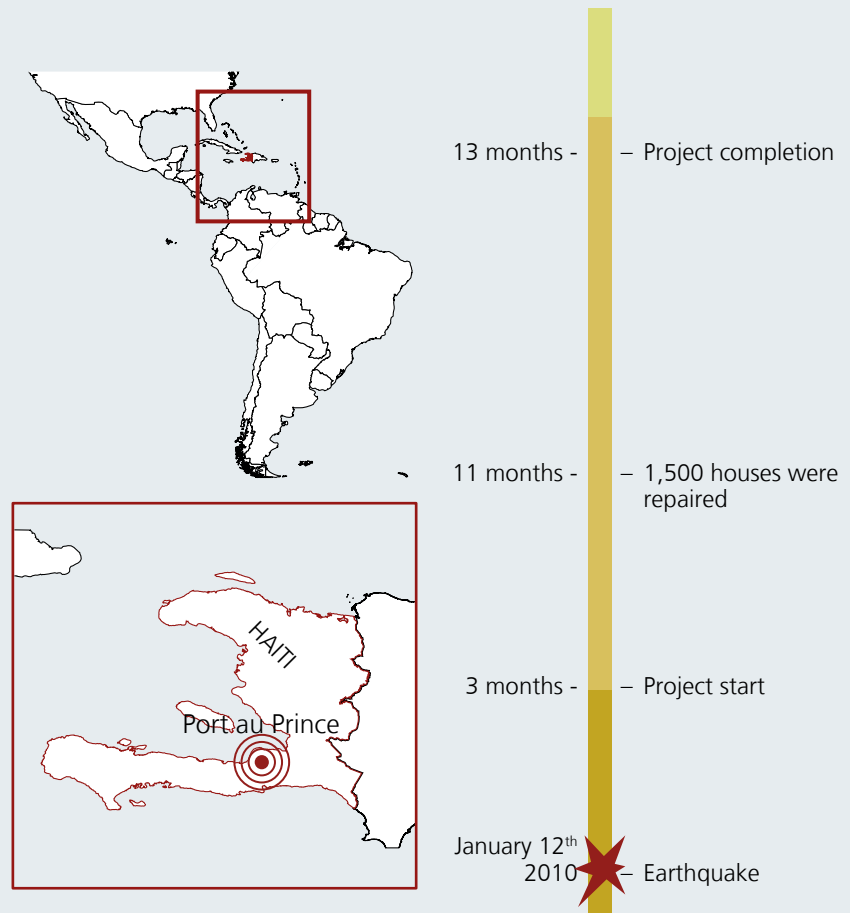 13 months - – Project completion
11 months - – 1,500 houses were
repaired
HAITI
3 months - – Project start
Port au Prince
January 12th
2010 – Earthquake